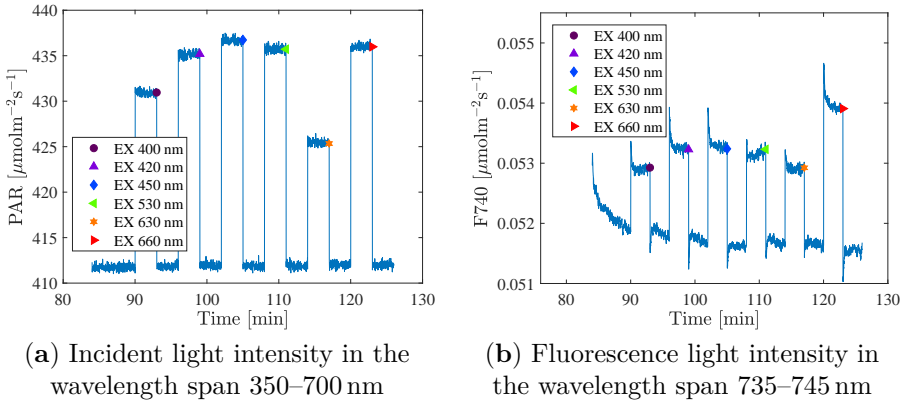 440
435
430
425
420
415
410
PAR [μmolm−2s−1]
EX 400 nm
EX 420 nm
EX 450 nm
EX 530 nm
EX 630 nm
EX 660 nm
80 90 100 110 120 130
Time [min]
(a) Incident light intensity in the
wavelength span 350–700 nm
0.055
0.054
0.053
0.052
0.051
F740 [μmolm−2s−1]
EX 400 nm
EX 420 nm
EX 450 nm
EX 530 nm
EX 630 nm
EX 660 nm
80 90 100 110 120 130
Time [min]
(b) Fluorescence light intensity in
the wavelength span 735–745 nm